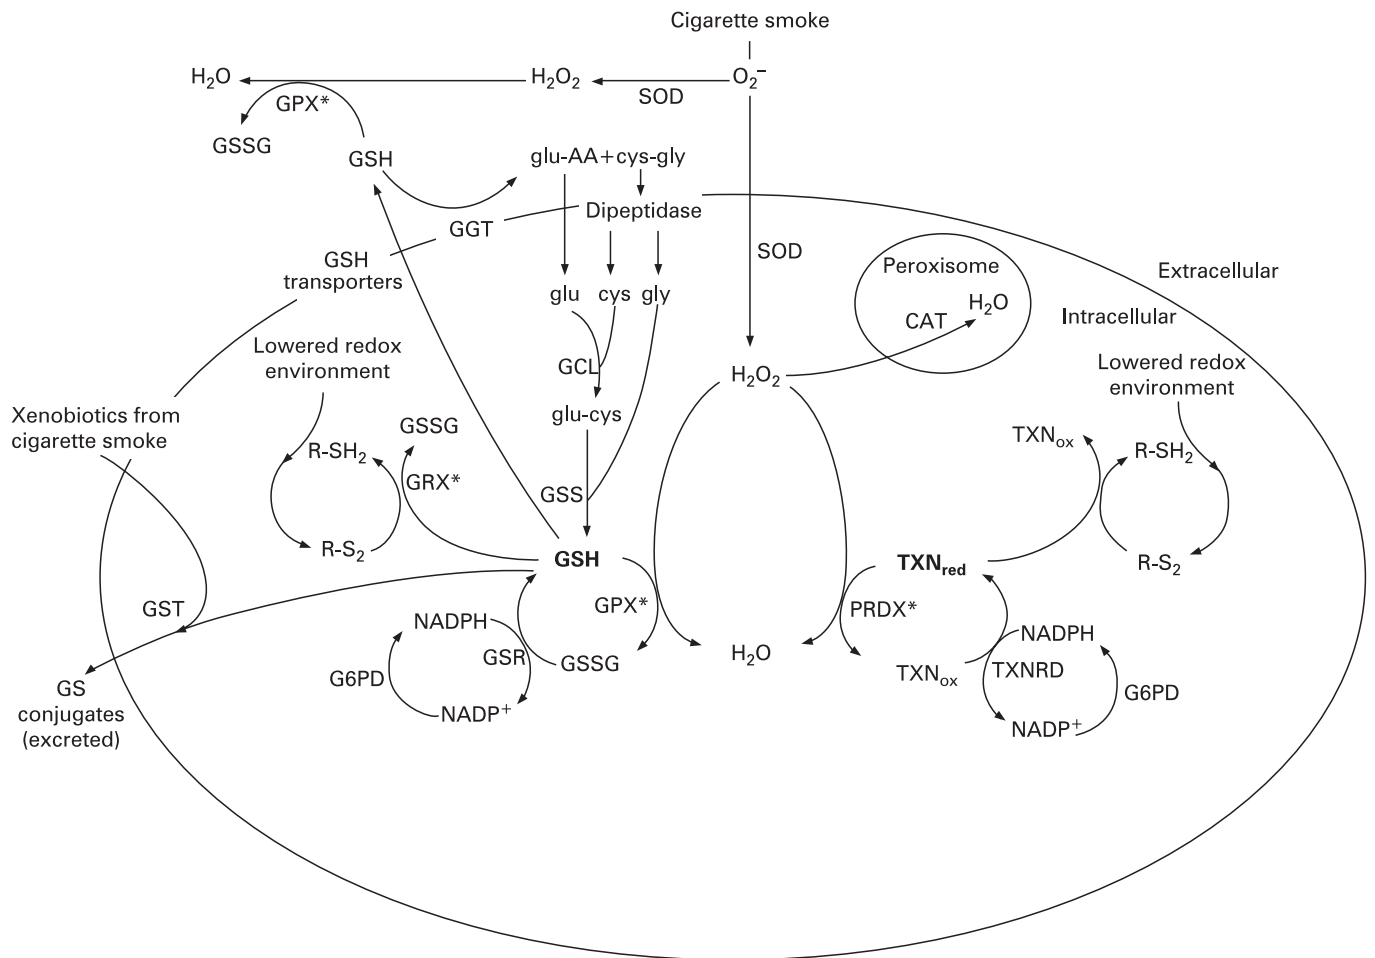 Cigarette smoke
H₂O
H₂O₂
O₂⁻
SOD
GPX*
GSSG
GSH
glu-AA+cys-gly
Dipeptidase
GGT
SOD
GSH
transporters
Peroxisome
Extracellular
glu
cys
gly
H₂O
CAT
Intracellular
Lowered redox
environment
GCL
H₂O₂
Lowered redox
environment
Xenobiotics from
cigarette smoke
glu-cys
GSSG
TXNₒₓ
R-SH₂
R-SH₂
GRX*
GSS
R-S₂
GSH
TXN_red
R-S₂
GST
GPX*
PRDX*
NADPH
NADPH
GSR
GSSG
H₂O
TXNₒₓ
TXNRD
G6PD
G6PD
GS
conjugates
(excreted)
NADP⁺
NADP⁺